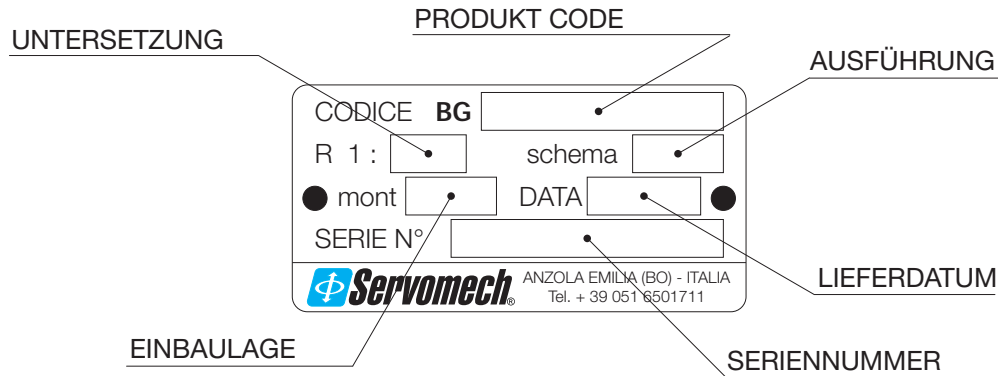 PRODUKT CODE
UNTERSETZUNG
AUSFÜHRUNG
CODICE BG
R 1 : schema
mont DATA
SERIE N°
Servomech® ANZOLA EMILIA (BO) - ITALIA
Tel. + 39 051 6501711
LIEFERDATUM
EINBAULAGE
SERIENNUMMER